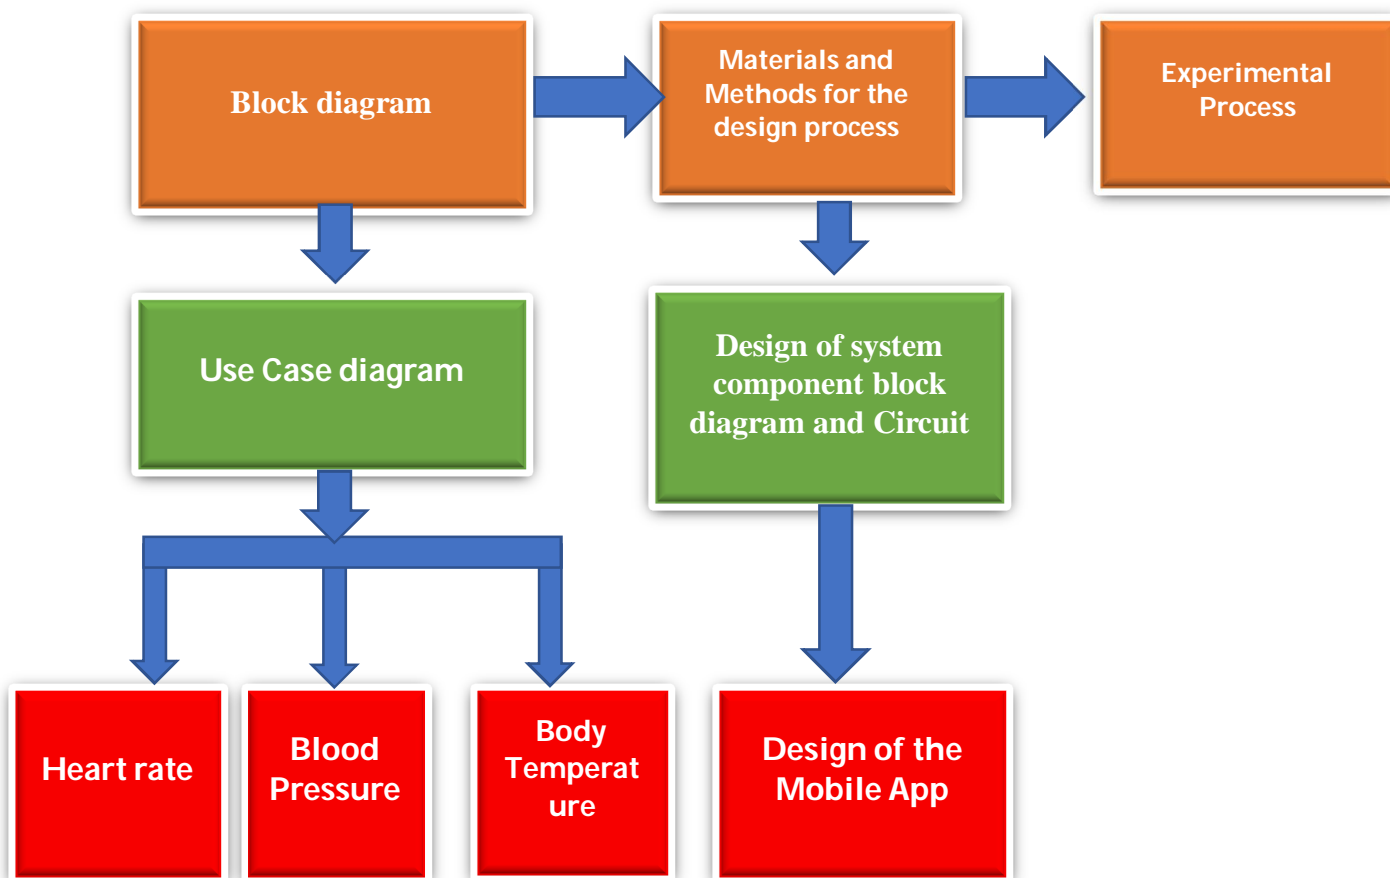 Block diagram
Materials and
Methods for the
design process
Experimental
Process
Use Case diagram
Design of system
component block
diagram and Circuit
Heart rate
Blood
Pressure
Body
Temperat
ure
Design of the
Mobile App